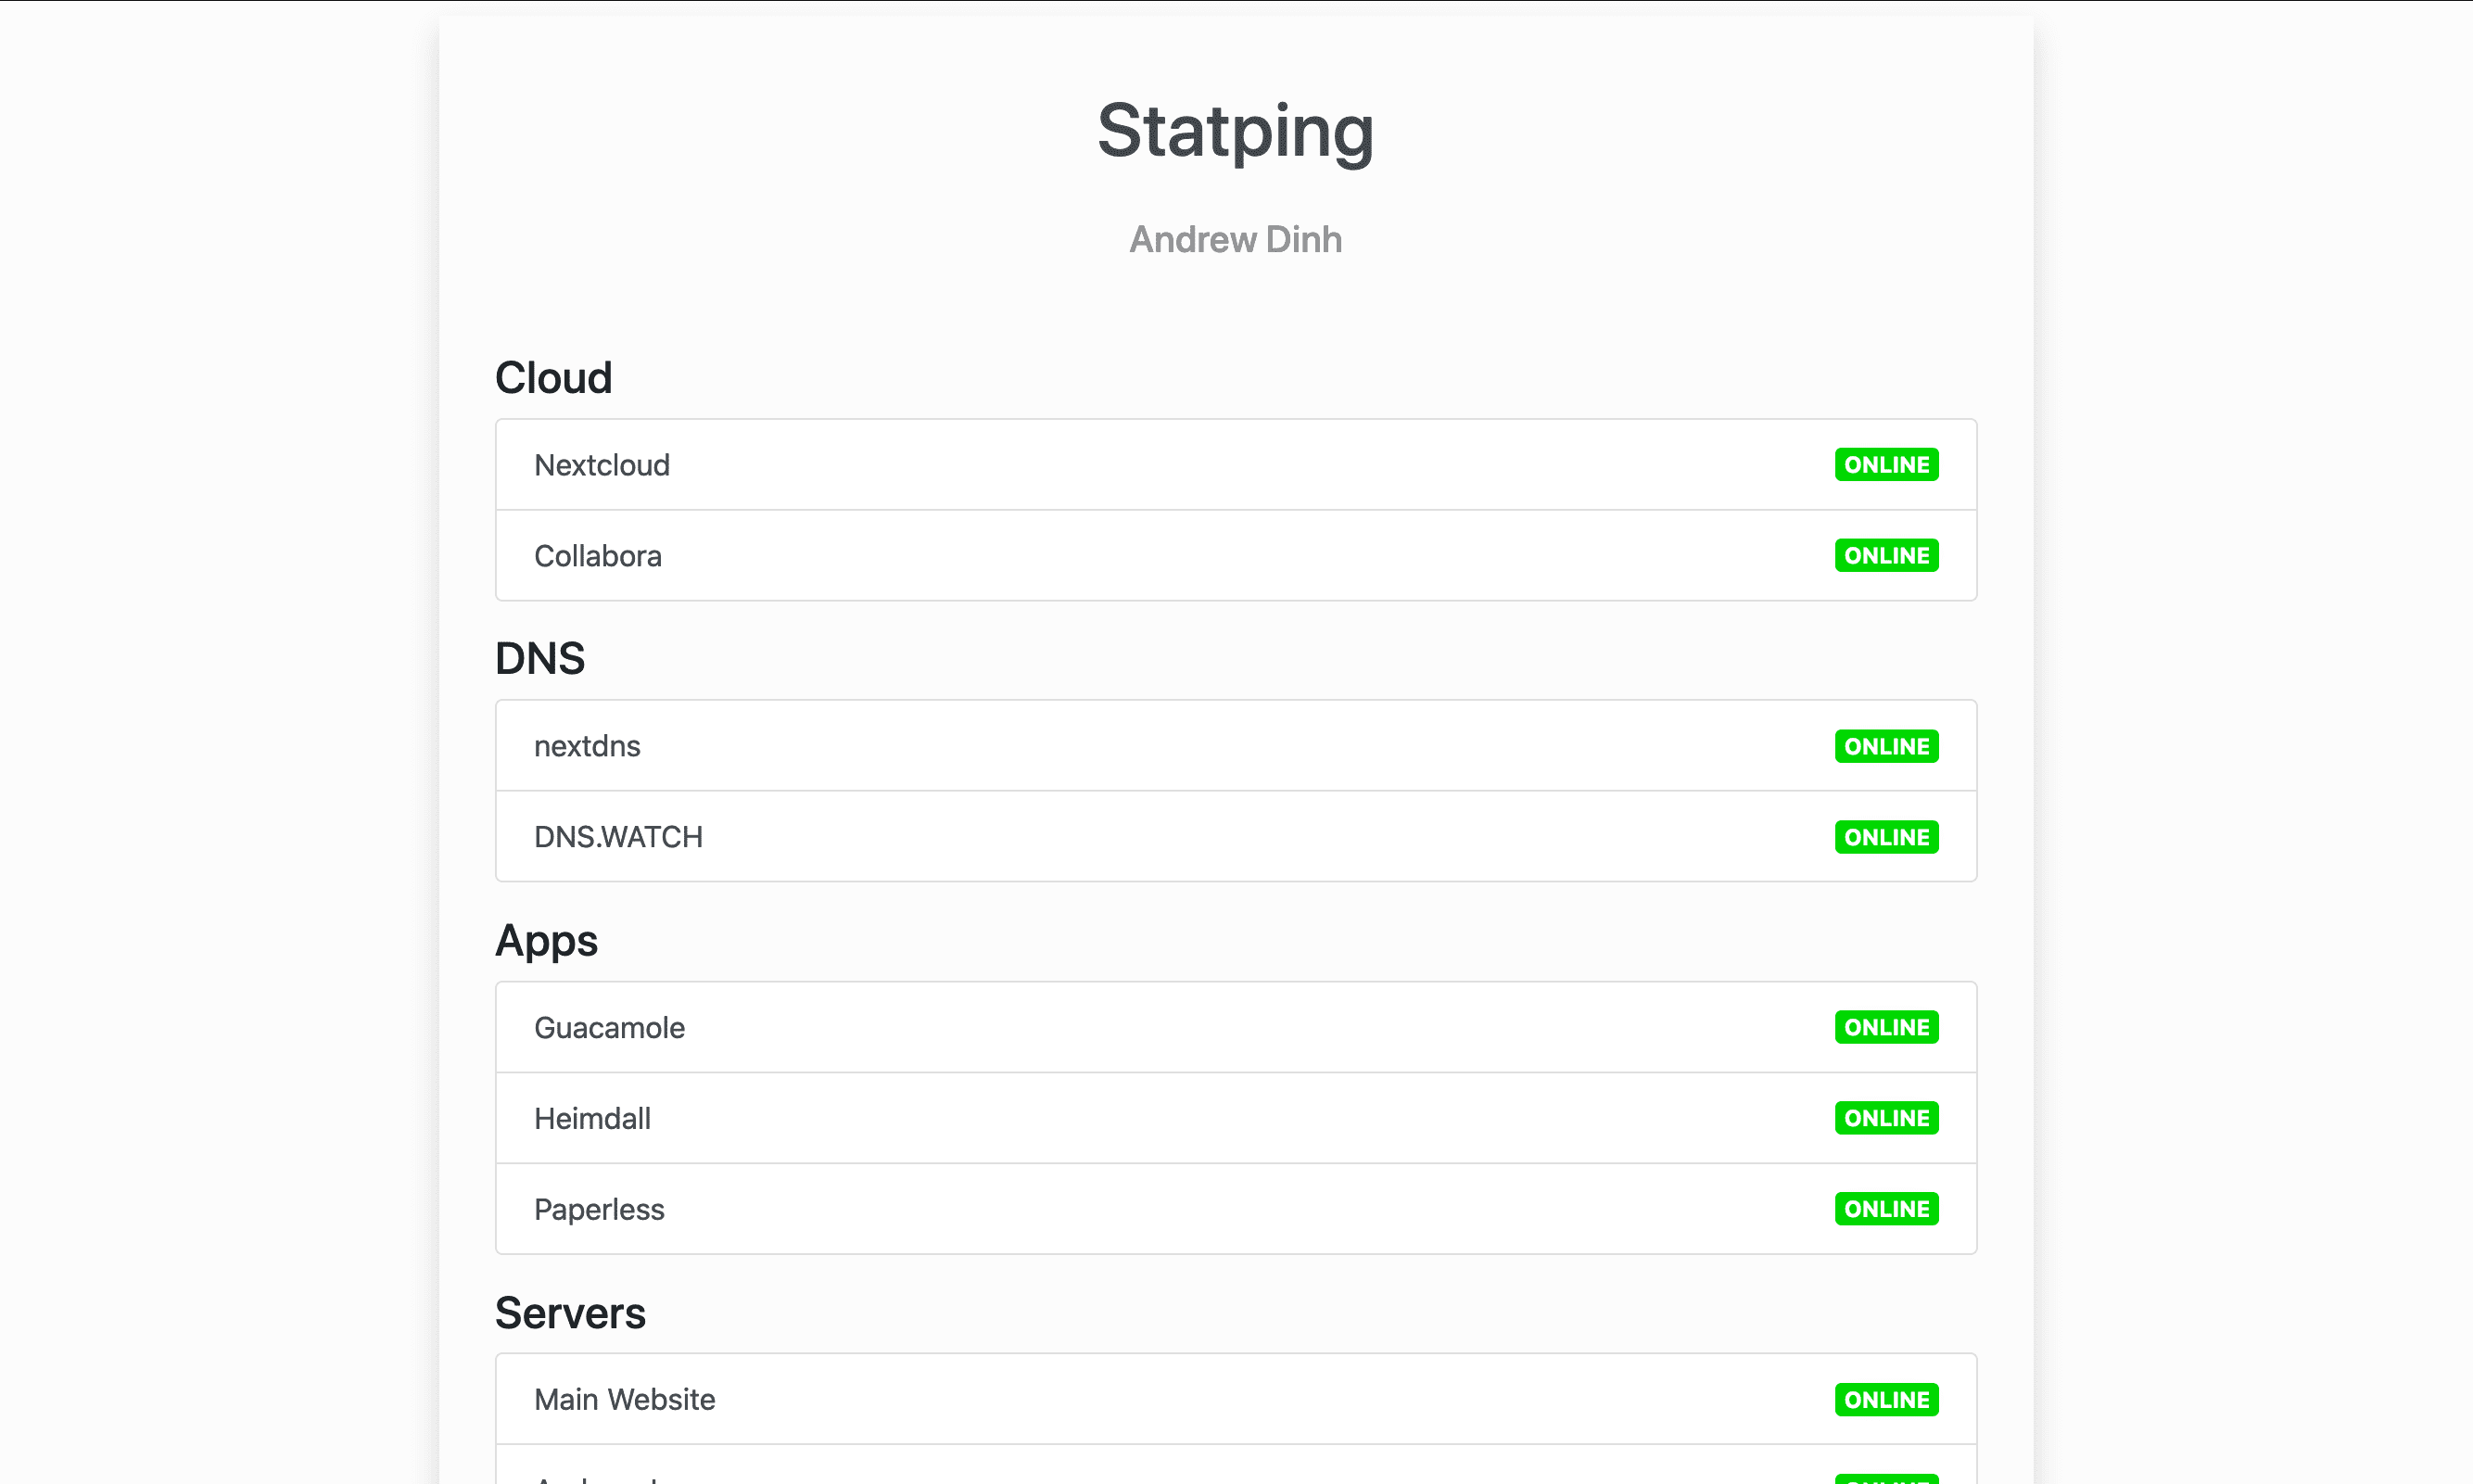 Statping
Andrew Dinh
Cloud
Nextcloud ONLINE
Collabora ONLINE
DNS
nextdns ONLINE
DNS.WATCH ONLINE
Apps
Guacamole ONLINE
Heimdall ONLINE
Paperless ONLINE
Servers
Main Website ONLINE